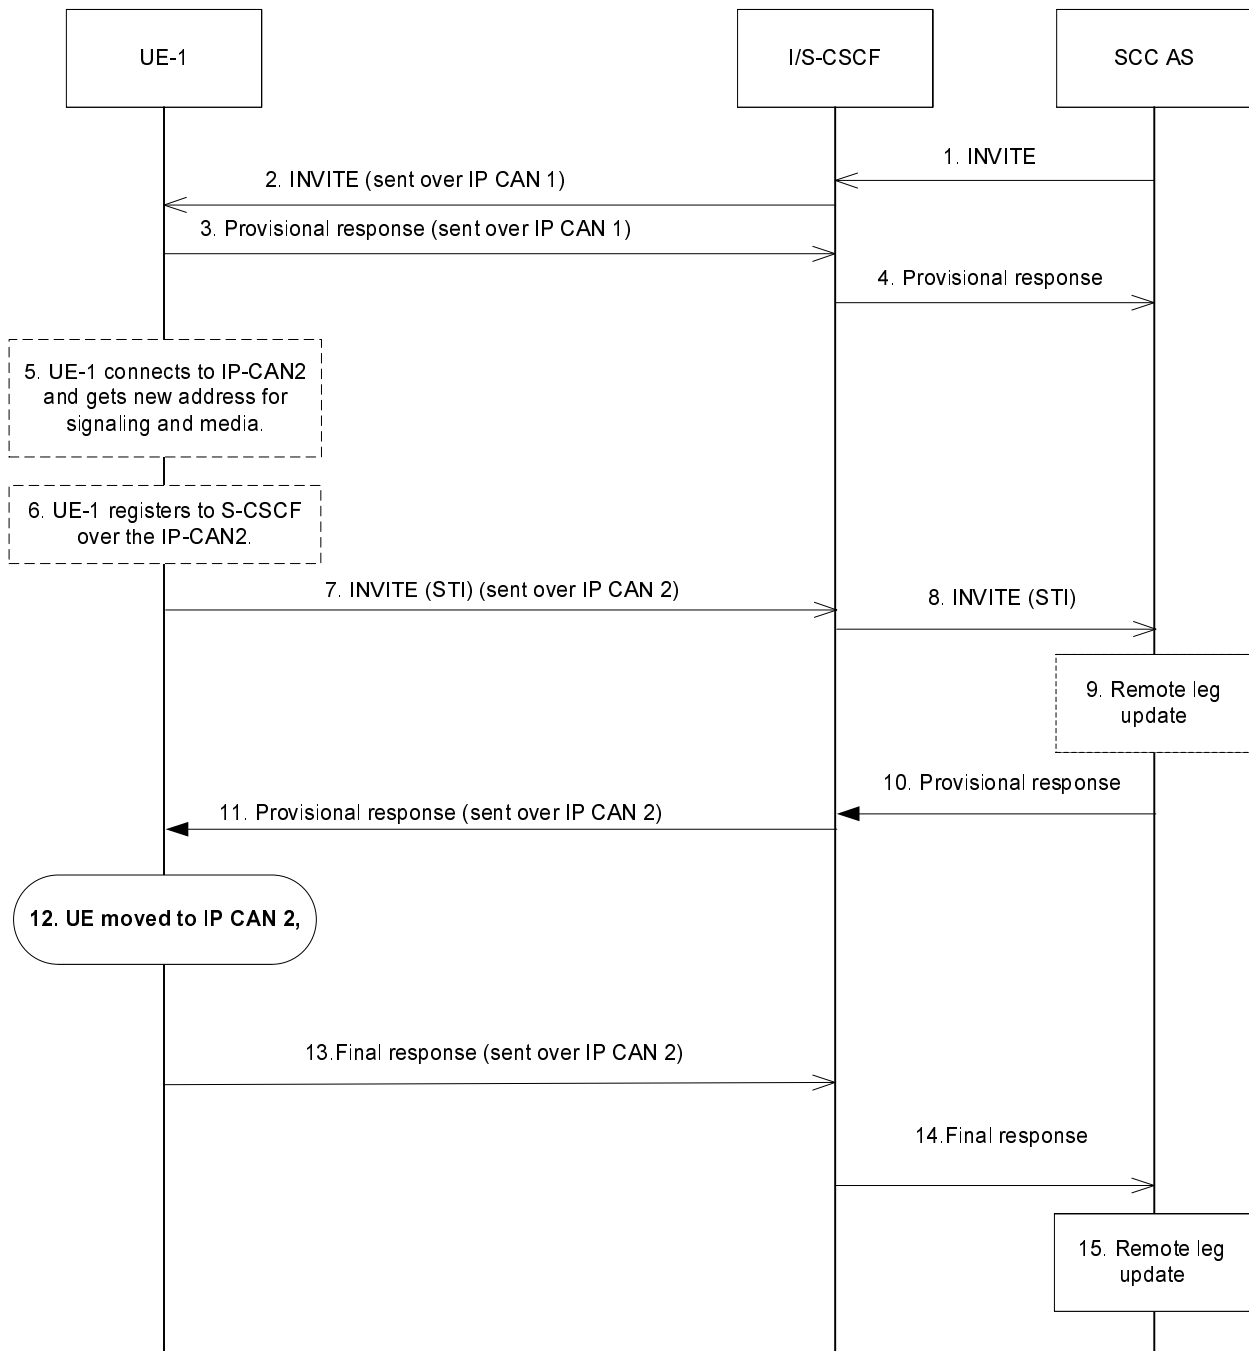 UE-1
I/S-CSCF
SCC AS
1. INVITE
2. INVITE (sent over IP CAN 1)
3. Provisional response (sent over IP CAN 1)
4. Provisional response
5. UE-1 connects to IP-CAN2
and gets new address for
signaling and media.
6. UE-1 registers to S-CSCF
over the IP-CAN2.
7. INVITE (STI) (sent over IP CAN 2)
8. INVITE (STI)
9. Remote leg
update
10. Provisional response
11. Provisional response (sent over IP CAN 2)
12. UE moved to IP CAN 2,
13.Final response (sent over IP CAN 2)
14.Final response
15. Remote leg
update